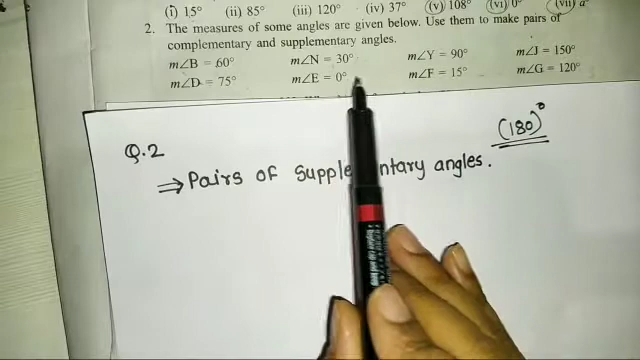 (i) 15° (ii) 85° (iii) 120° (iv) 37° (v) 108° (vi) 0° (vii) a°
2. The measures of some angles are given below. Use them to make pairs of
complementary and supplementary angles.
m∠B = 60° m∠N = 30° m∠Y = 90° m∠J = 150°
m∠D = 75° m∠E = 0° m∠F = 15° m∠G = 120°
(180)°
Q.2
⇒ Pairs of Supplementary angles.